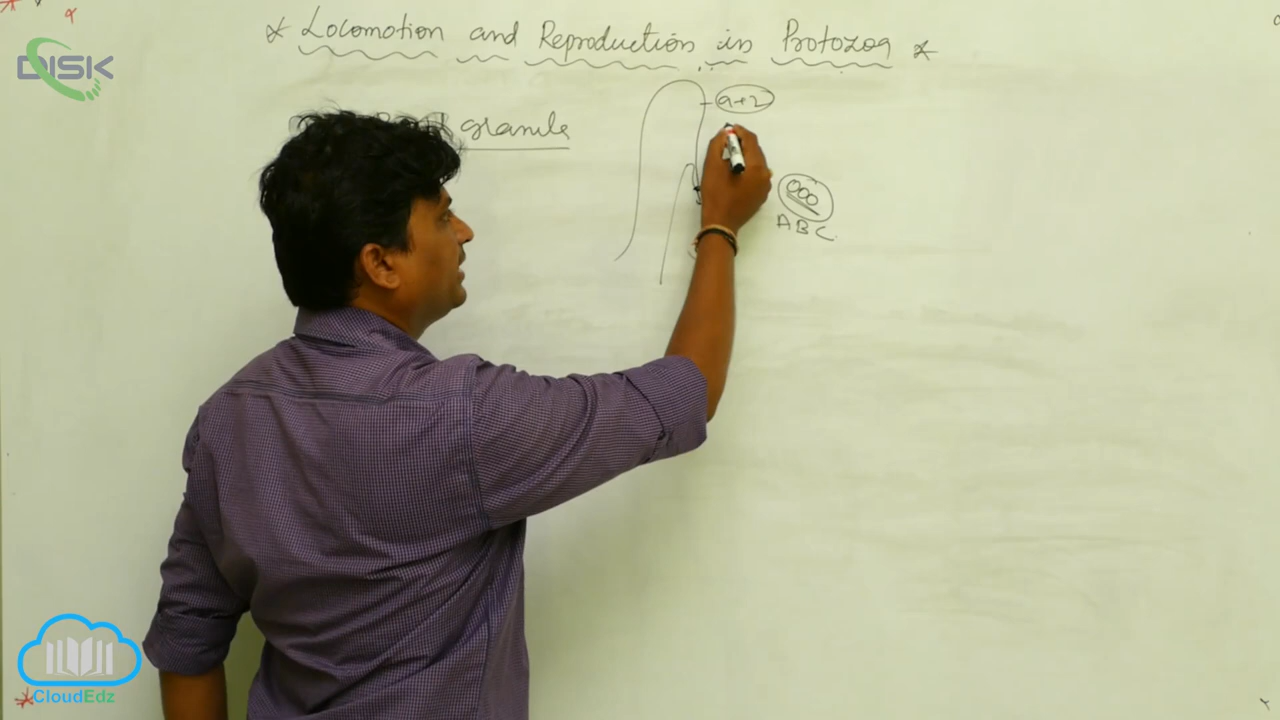 * Locomotion and Reproduction in Protozoa *
granule
9+2
ABC
DISK
CloudEdz